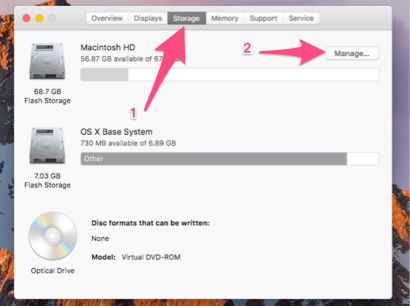 Overview Displays Storage Memory Support Service
2
Macintosh HD
56.87 GB available of
Manage...
68.7 GB
Flash Storage
1
OS X Base System
730 MB available of 6.89 GB
Other
7.03 GB
Flash Storage
Disc formats that can be written:
None
Model: Virtual DVD-ROM
Optical Drive